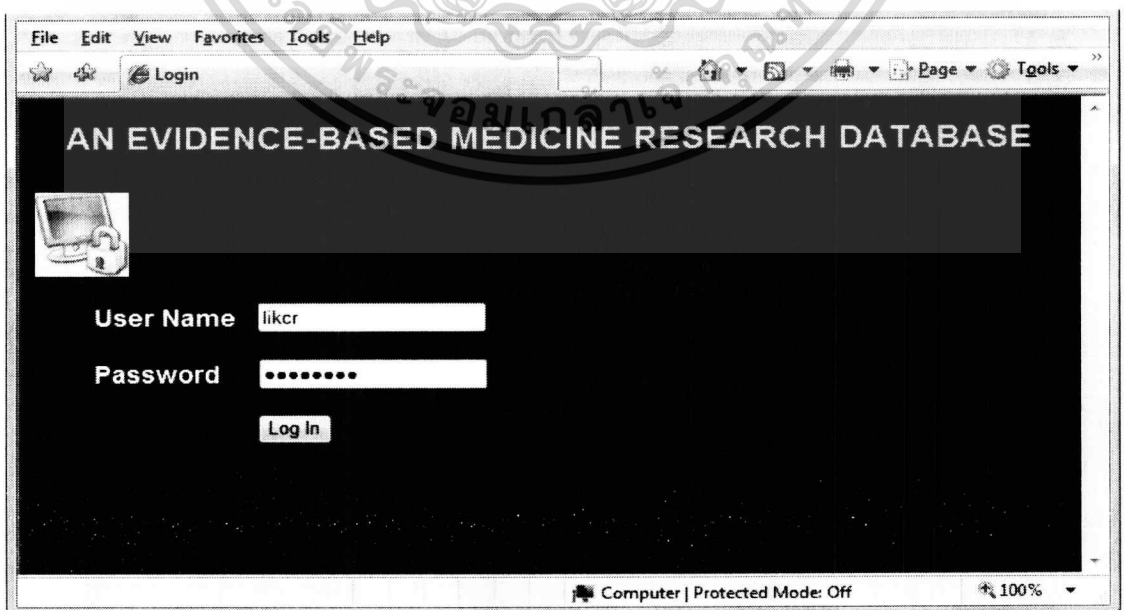 File Edit View Favorites Tools Help
Login Page Tools »
AN EVIDENCE-BASED MEDICINE RESEARCH DATABASE
User Name likcr
Password ••••••••
Log In
Computer | Protected Mode: Off 100%